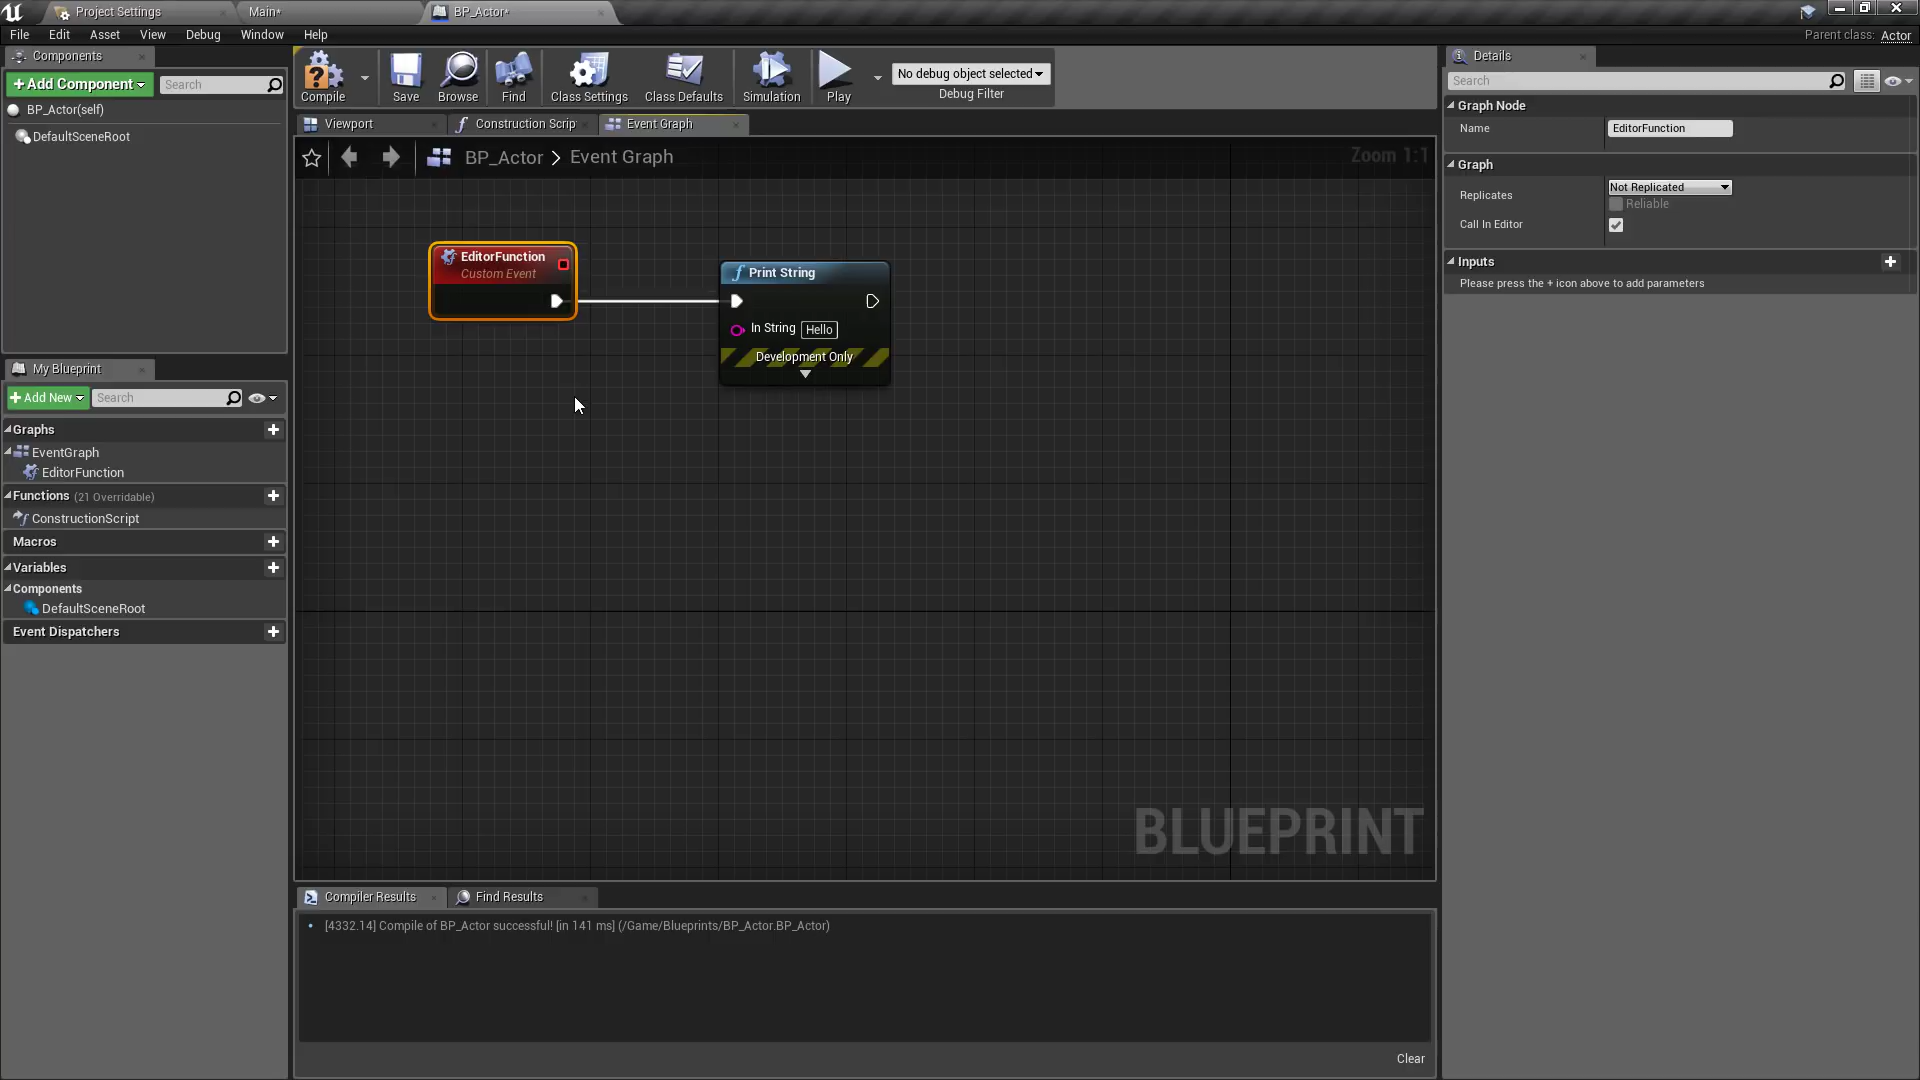 Project Settings
Main*
BP_Actor*
File Edit Asset View Debug Window Help
Parent class: Actor
Components
+ Add Component
Search
BP_Actor(self)
DefaultSceneRoot
Compile
Save
Browse
Find
Class Settings
Class Defaults
Simulation
Play
No debug object selected
Debug Filter
Viewport
Construction Scrip
Event Graph
BP_Actor > Event Graph
Zoom 1:1
EditorFunction
Custom Event
Print String
In String Hello
Development Only
BLUEPRINT
My Blueprint
+ Add New
Search
Graphs
EventGraph
EditorFunction
Functions (21 Overridable)
ConstructionScript
Macros
Variables
Components
DefaultSceneRoot
Event Dispatchers
Compiler Results
Find Results
[4332.14] Compile of BP_Actor successful! [in 141 ms] (/Game/Blueprints/BP_Actor.BP_Actor)
Clear
Details
Search
Graph Node
Name EditorFunction
Graph
Replicates Not Replicated
Reliable
Call In Editor
Inputs
Please press the + icon above to add parameters